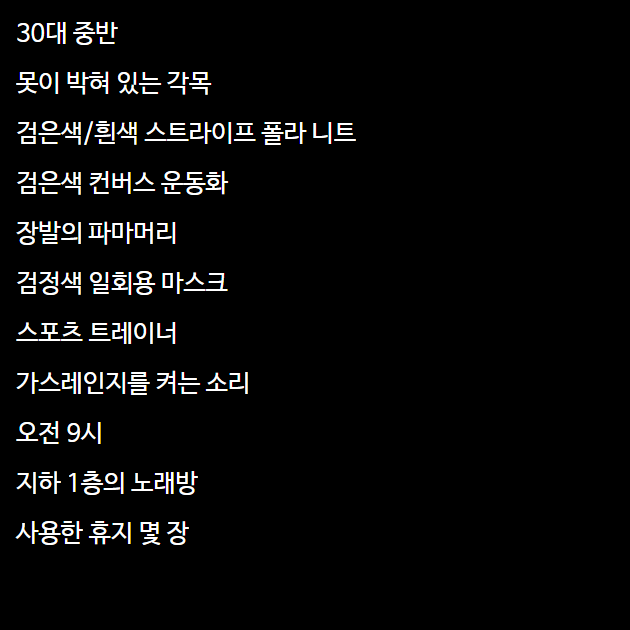 30대 중반
못이 박혀 있는 각목
검은색/흰색 스트라이프 폴라 니트
검은색 컨버스 운동화
장발의 파마머리
검정색 일회용 마스크
스포츠 트레이너
가스레인지를 켜는 소리
오전 9시
지하 1층의 노래방
사용한 휴지 몇 장